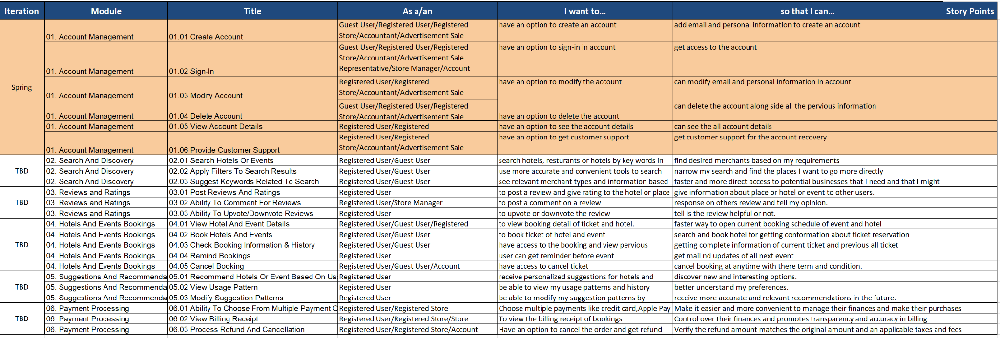 Iteration Module Title As a/an I want to... so that I can... Story Points
Spring
01. Account Management 01.01 Create Account Guest User/Registered User/Registered have an option to create an account add email and personal information to create an account
Store/Accountant/Advertisement Sale
01. Account Management 01.02 Sign-In Guest User/Registered User/Registered have an option to sign-in in account get access to the account
Store/Accountant/Advertisement Sale
Representative/Store Manager/Account
01. Account Management 01.03 Modify Account Registered User/Registered have an option to modify the account can modify email and personal information in account
Store/Accountant/Advertisement Sale
01. Account Management 01.04 Delete Account Guest User/Registered User/Registered have an option to delete the account can delete the account along side all the pervious information
Store/Accountant/Advertisement Sale
01. Account Management 01.05 View Account Details Registered User/Registered have an option to see the account details can see the all account details
01. Account Management 01.06 Provide Customer Support Registered User/Registered have an option to get customer support get customer support for the account recovery
Store/Accountant/Advertisement Sale
TBD
02. Search And Discovery 02.01 Search Hotels Or Events Registered User/Guest User search hotels, resturants or hotels by key words in find desired merchants based on my requirements
02. Search And Discovery 02.02 Apply Filters To Search Results Registered User/Guest User use more accurate and convenient tools to search narrow my search and find the places I want to go more directly
02. Search And Discovery 02.03 Suggest Keywords Related To Search Registered User/Guest User see relevant merchant types and information based faster and more direct access to potential businesses that I need and that I might
TBD
03. Reviews and Ratings 03.01 Post Reviews And Ratings Registered User to post a review and give rating to the hotel or place give information about place or hotel or event to other users.
03. Reviews and Ratings 03.02 Ability To Comment For Reviews Registered User/Store Manager to post a comment on a review response on others review and tell my opinion.
03. Reviews and Ratings 03.03 Ability To Upvote/Downvote Reviews Registered User to upvote or downvote the review tell is the review helpful or not.
TBD
04. Hotels And Events Bookings 04.01 View Hotel And Event Details Registered User/Guest User/Registered to view booking detail of ticket and hotel. faster way to open current booking schedule of event and hotel
04. Hotels And Events Bookings 04.02 Book Hotels And Events Registered User/Guest User to book ticket of hotel and event search and book hotel for getting conformation about ticket reservation
04. Hotels And Events Bookings 04.03 Check Booking Information & History Registered User/Guest User have access to the booking and view pervious getting complete information of current ticket and previous all ticket
04. Hotels And Events Bookings 04.04 Remind Bookings Registered User user can get reminder before event get mail nd updates of all next event
04. Hotels And Events Bookings 04.05 Cancel Booking Registered User/Guest User/Account have access to cancel ticket cancel booking at anytime with there term and condition.
TBD
05. Suggestions And Recommenda 05.01 Recommend Hotels Or Event Based On Us Registered User receive personalized suggestions for hotels and discover new and interesting options.
05. Suggestions And Recommenda 05.02 View Usage Pattern Registered User be able to view my usage patterns and history better understand my preferences.
05. Suggestions And Recommenda 05.03 Modify Suggestion Patterns Registered User be able to modify my suggestion patterns by receive more accurate and relevant recommendations in the future.
TBD
06. Payment Processing 06.01 Ability To Choose From Multiple Payment O Registered User/Registered Store Choose multiple payments like credit card,Apple Pay Make it easier and more convenient to manage their finances and make their purchases
06. Payment Processing 06.02 View Billing Receipt Registered User/Registered Store/Store To view the billing receipt of bookings Control over their finances and promotes transparency and accuracy in billing
06. Payment Processing 06.03 Process Refund And Cancellation Registered User/Registered Store/Account Have an option to cancel the order and get refund Verify the refund amount matches the original amount and an applicable taxes and fees